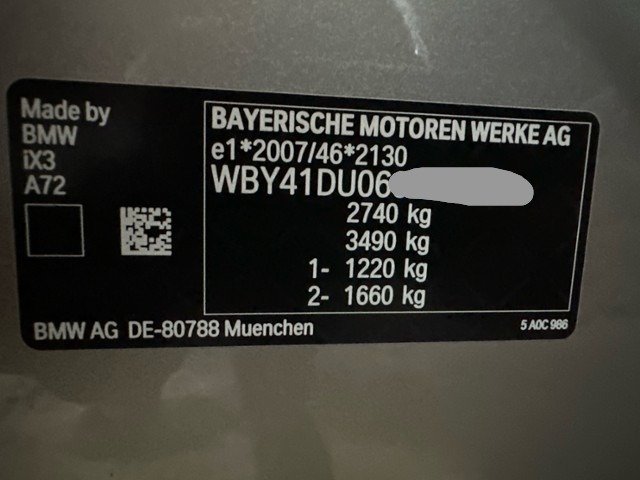 Made by
BMW
iX3
A72
BAYERISCHE MOTOREN WERKE AG
e1*2007/46*2130
WBY41DU06
2740 kg
3490 kg
1- 1220 kg
2- 1660 kg
BMW AG DE-80788 Muenchen
5 A0C 986